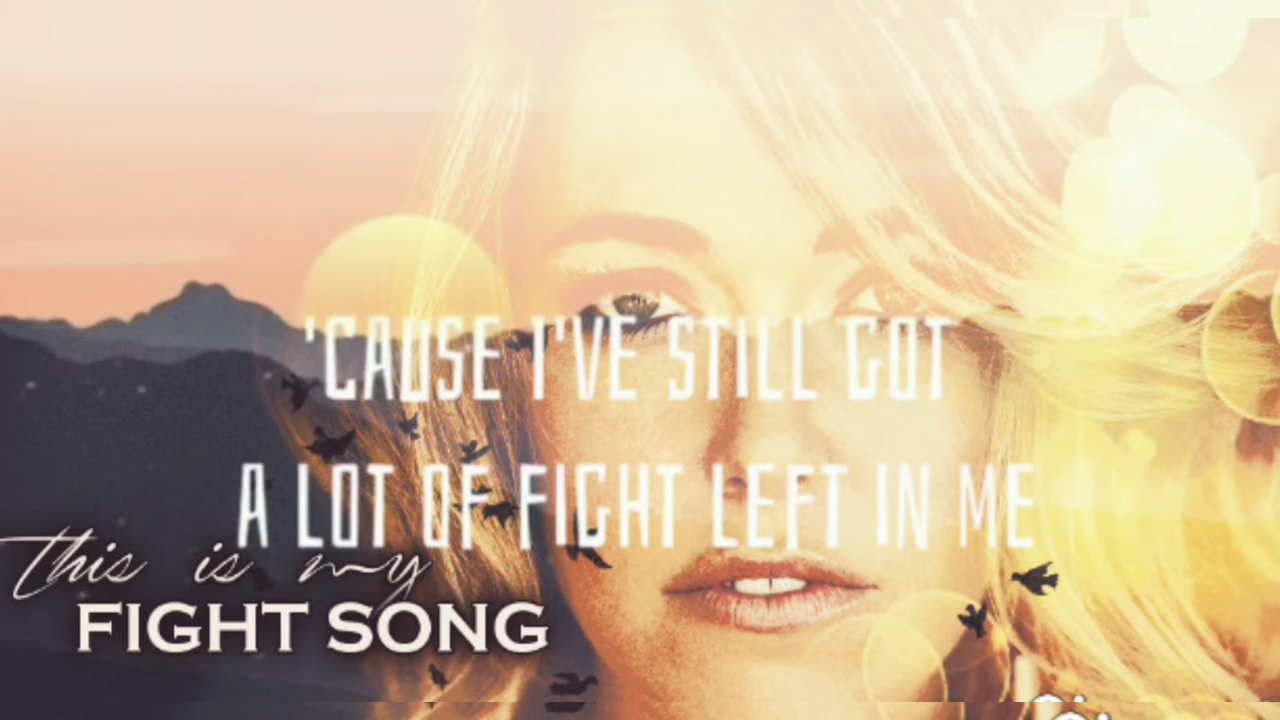 'CAUSE I'VE STILL GOT
A LOT OF FIGHT LEFT IN ME
this is my
FIGHT SONG